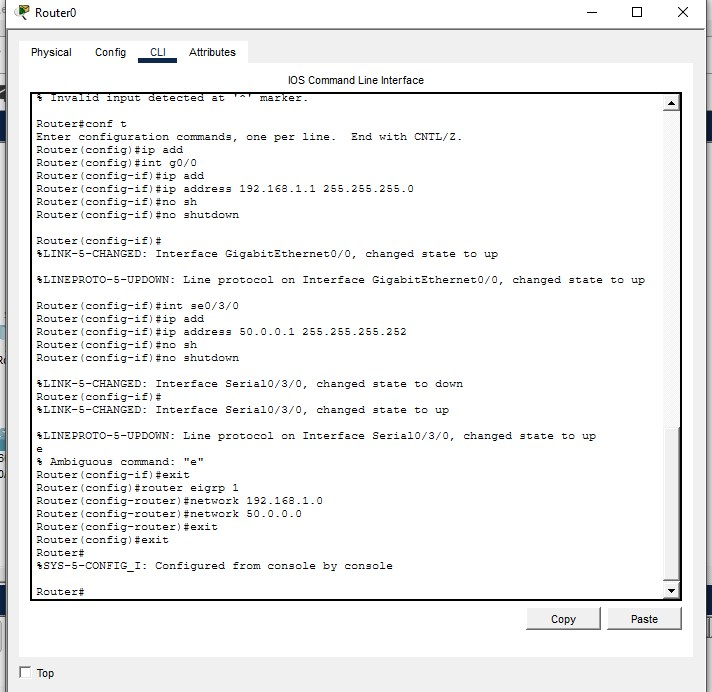 Router0
Physical Config CLI Attributes
IOS Command Line Interface
% Invalid input detected at '^' marker.
Router#conf t
Enter configuration commands, one per line.  End with CNTL/Z.
Router(config)#ip add
Router(config)#int g0/0
Router(config-if)#ip add
Router(config-if)#ip address 192.168.1.1 255.255.255.0
Router(config-if)#no sh
Router(config-if)#no shutdown
Router(config-if)#
%LINK-5-CHANGED: Interface GigabitEthernet0/0, changed state to up
%LINEPROTO-5-UPDOWN: Line protocol on Interface GigabitEthernet0/0, changed state to up
Router(config-if)#int se0/3/0
Router(config-if)#ip add
Router(config-if)#ip address 50.0.0.1 255.255.255.252
Router(config-if)#no sh
Router(config-if)#no shutdown
%LINK-5-CHANGED: Interface Serial0/3/0, changed state to down
Router(config-if)#
%LINK-5-CHANGED: Interface Serial0/3/0, changed state to up
%LINEPROTO-5-UPDOWN: Line protocol on Interface Serial0/3/0, changed state to up
e
% Ambiguous command: "e"
Router(config-if)#exit
Router(config)#router eigrp 1
Router(config-router)#network 192.168.1.0
Router(config-router)#network 50.0.0.0
Router(config-router)#exit
Router(config)#exit
Router#
%SYS-5-CONFIG_I: Configured from console by console
Router#
Copy Paste
Top